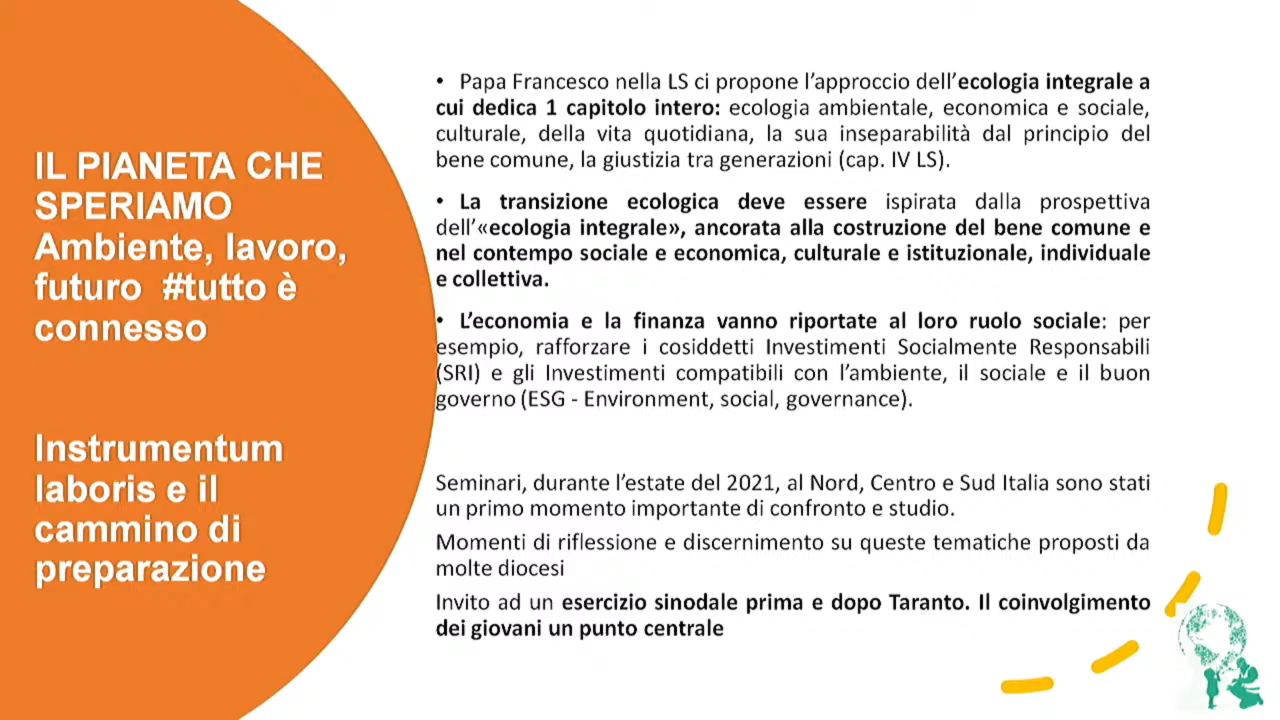 IL PIANETA CHE
SPERIAMO
Ambiente, lavoro,
futuro #tutto è
connesso
Instrumentum
laboris e il
cammino di
preparazione
• Papa Francesco nella LS ci propone l’approccio dell’ecologia integrale a
cui dedica 1 capitolo intero: ecologia ambientale, economica e sociale,
culturale, della vita quotidiana, la sua inseparabilità dal principio del
bene comune, la giustizia tra generazioni (cap. IV LS).
• La transizione ecologica deve essere ispirata dalla prospettiva
dell’«ecologia integrale», ancorata alla costruzione del bene comune e
nel contempo sociale e economica, culturale e istituzionale, individuale
e collettiva.
• L’economia e la finanza vanno riportate al loro ruolo sociale: per
esempio, rafforzare i cosiddetti Investimenti Socialmente Responsabili
(SRI) e gli Investimenti compatibili con l’ambiente, il sociale e il buon
governo (ESG - Environment, social, governance).
Seminari, durante l’estate del 2021, al Nord, Centro e Sud Italia sono stati
un primo momento importante di confronto e studio.
Momenti di riflessione e discernimento su queste tematiche proposti da
molte diocesi
Invito ad un esercizio sinodale prima e dopo Taranto. Il coinvolgimento
dei giovani un punto centrale